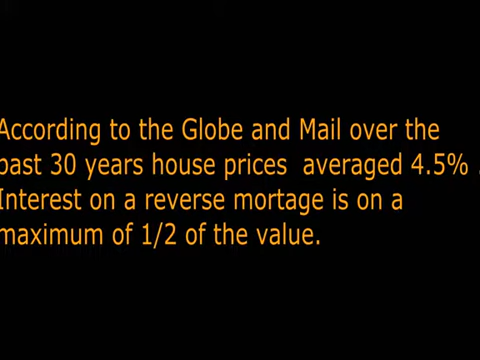 According to the Globe and Mail over the
past 30 years house prices averaged 4.5% .
Interest on a reverse mortage is on a
maximum of 1/2 of the value.